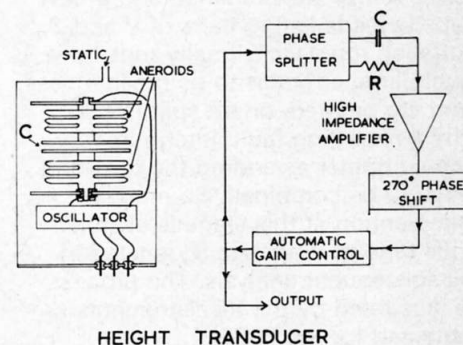 STATIC
ANEROIDS
C
OSCILLATOR
PHASE
SPLITTER
C
R
HIGH
IMPEDANCE
AMPLIFIER
270° PHASE
SHIFT
AUTOMATIC
GAIN CONTROL
OUTPUT
HEIGHT TRANSDUCER